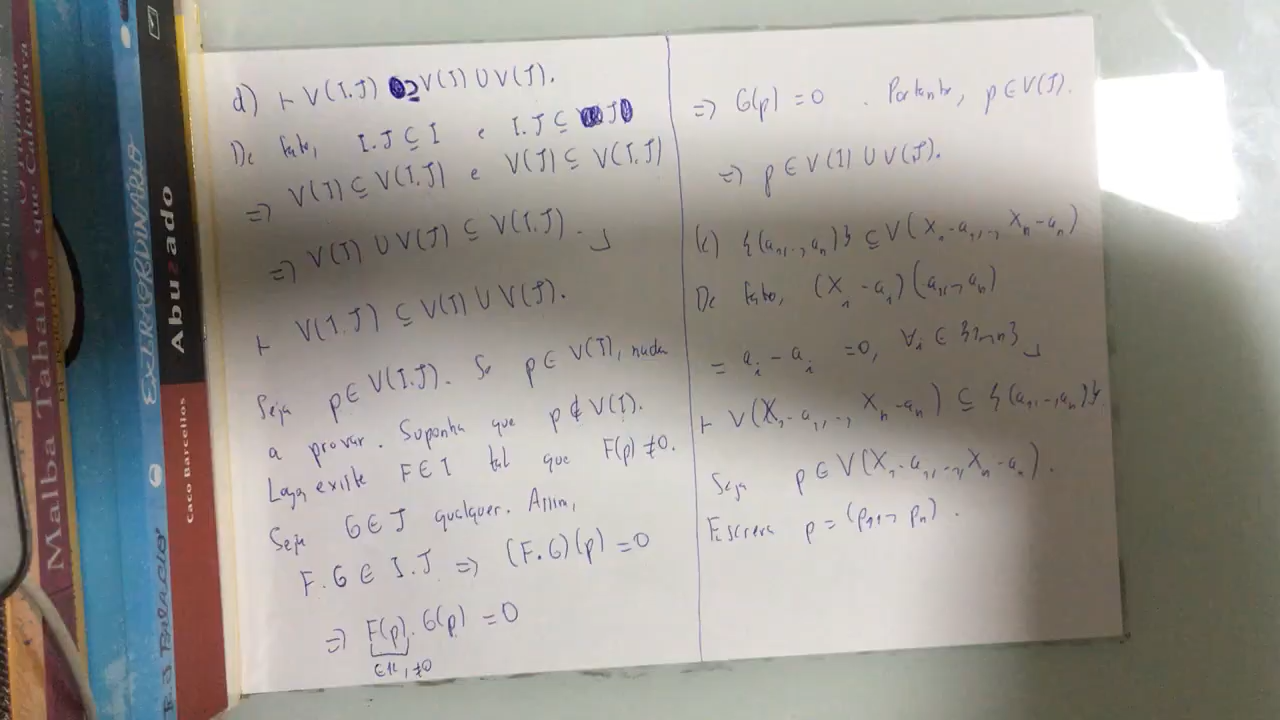 Malba Tahan
que Calculava
EXTRAORDINÁRIO
Abusado
Caco Barcellos
d) ⊢ V(I.J) ⊇ V(I) ∪ V(J).
De fato, I.J ⊆ I e I.J ⊆ J
=> V(I) ⊆ V(I.J) e V(J) ⊆ V(I.J)
=> V(I) ∪ V(J) ⊆ V(I.J). ┘
⊢ V(I.J) ⊆ V(I) ∪ V(J).
Seja p ∈ V(I.J). Se p ∈ V(I), nada
a provar. Suponha que p ∉ V(I).
Logo existe F ∈ I tal que F(p) ≠ 0.
Seja G ∈ J qualquer. Assim,
F.G ∈ I.J => (F.G)(p) = 0
=> F(p).G(p) = 0
∈ K, ≠0
=> G(p) = 0. Portanto, p ∈ V(J).
=> p ∈ V(I) ∪ V(J).
{(a₁,..,aₙ)} ⊆ V(X₁-a₁,..,Xₙ-aₙ)
De fato, (Xᵢ-aᵢ)(a₁,..,aₙ)
= aᵢ - aᵢ = 0, ∀i ∈ {1,..,n} ┘
⊢ V(X₁-a₁,..,Xₙ-aₙ) ⊆ {(a₁,..,aₙ)}.
Seja p ∈ V(X₁-a₁,..,Xₙ-aₙ).
Escreva p = (p₁,..,pₙ).